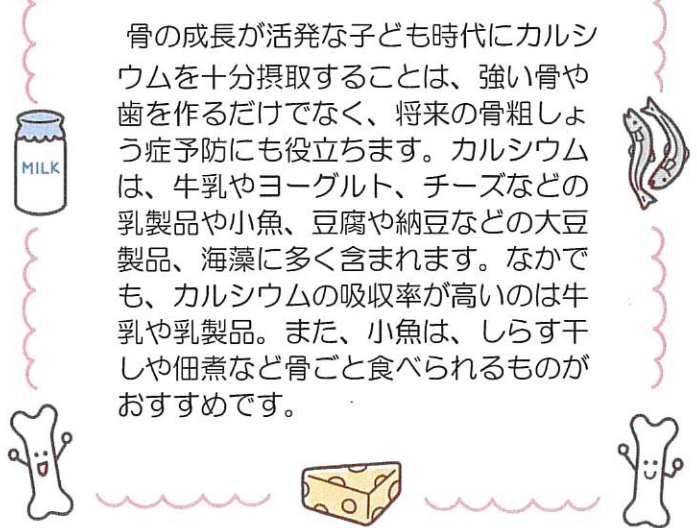 骨の成長が活発な子ども時代にカルシ
ウムを十分摂取することは、強い骨や
歯を作るだけでなく、将来の骨粗しょ
う症予防にも役立ちます。カルシウム
は、牛乳やヨーグルト、チーズなどの
MILK
乳製品や小魚、豆腐や納豆などの大豆
製品、海藻に多く含まれます。なかで
も、カルシウムの吸収率が高いのは牛
乳や乳製品。また、小魚は、しらす干
しや佃煮など骨ごと食べられるものが
おすすめです。